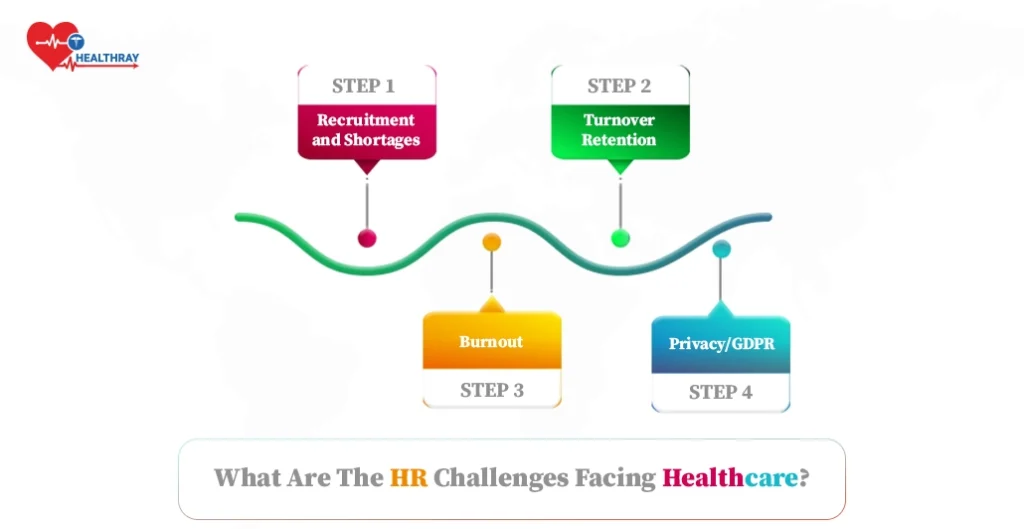 HEALTHRAY
STEP 1
Recruitment
and Shortages
STEP 2
Turnover
Retention
Burnout
STEP 3
Privacy/GDPR
STEP 4
What Are The HR Challenges Facing Healthcare?